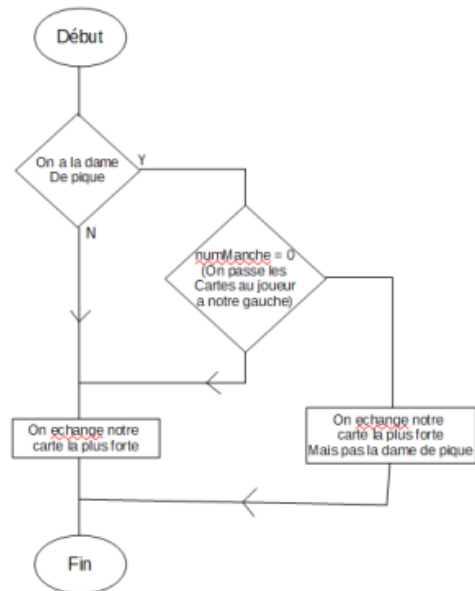 Début
On a la dame
De pique
Y
N
numManche = 0
(On passe les
Cartes au joueur
a notre gauche)
On echange notre
carte la plus forte
On echange notre
carte la plus forte
Mais pas la dame de pique
Fin